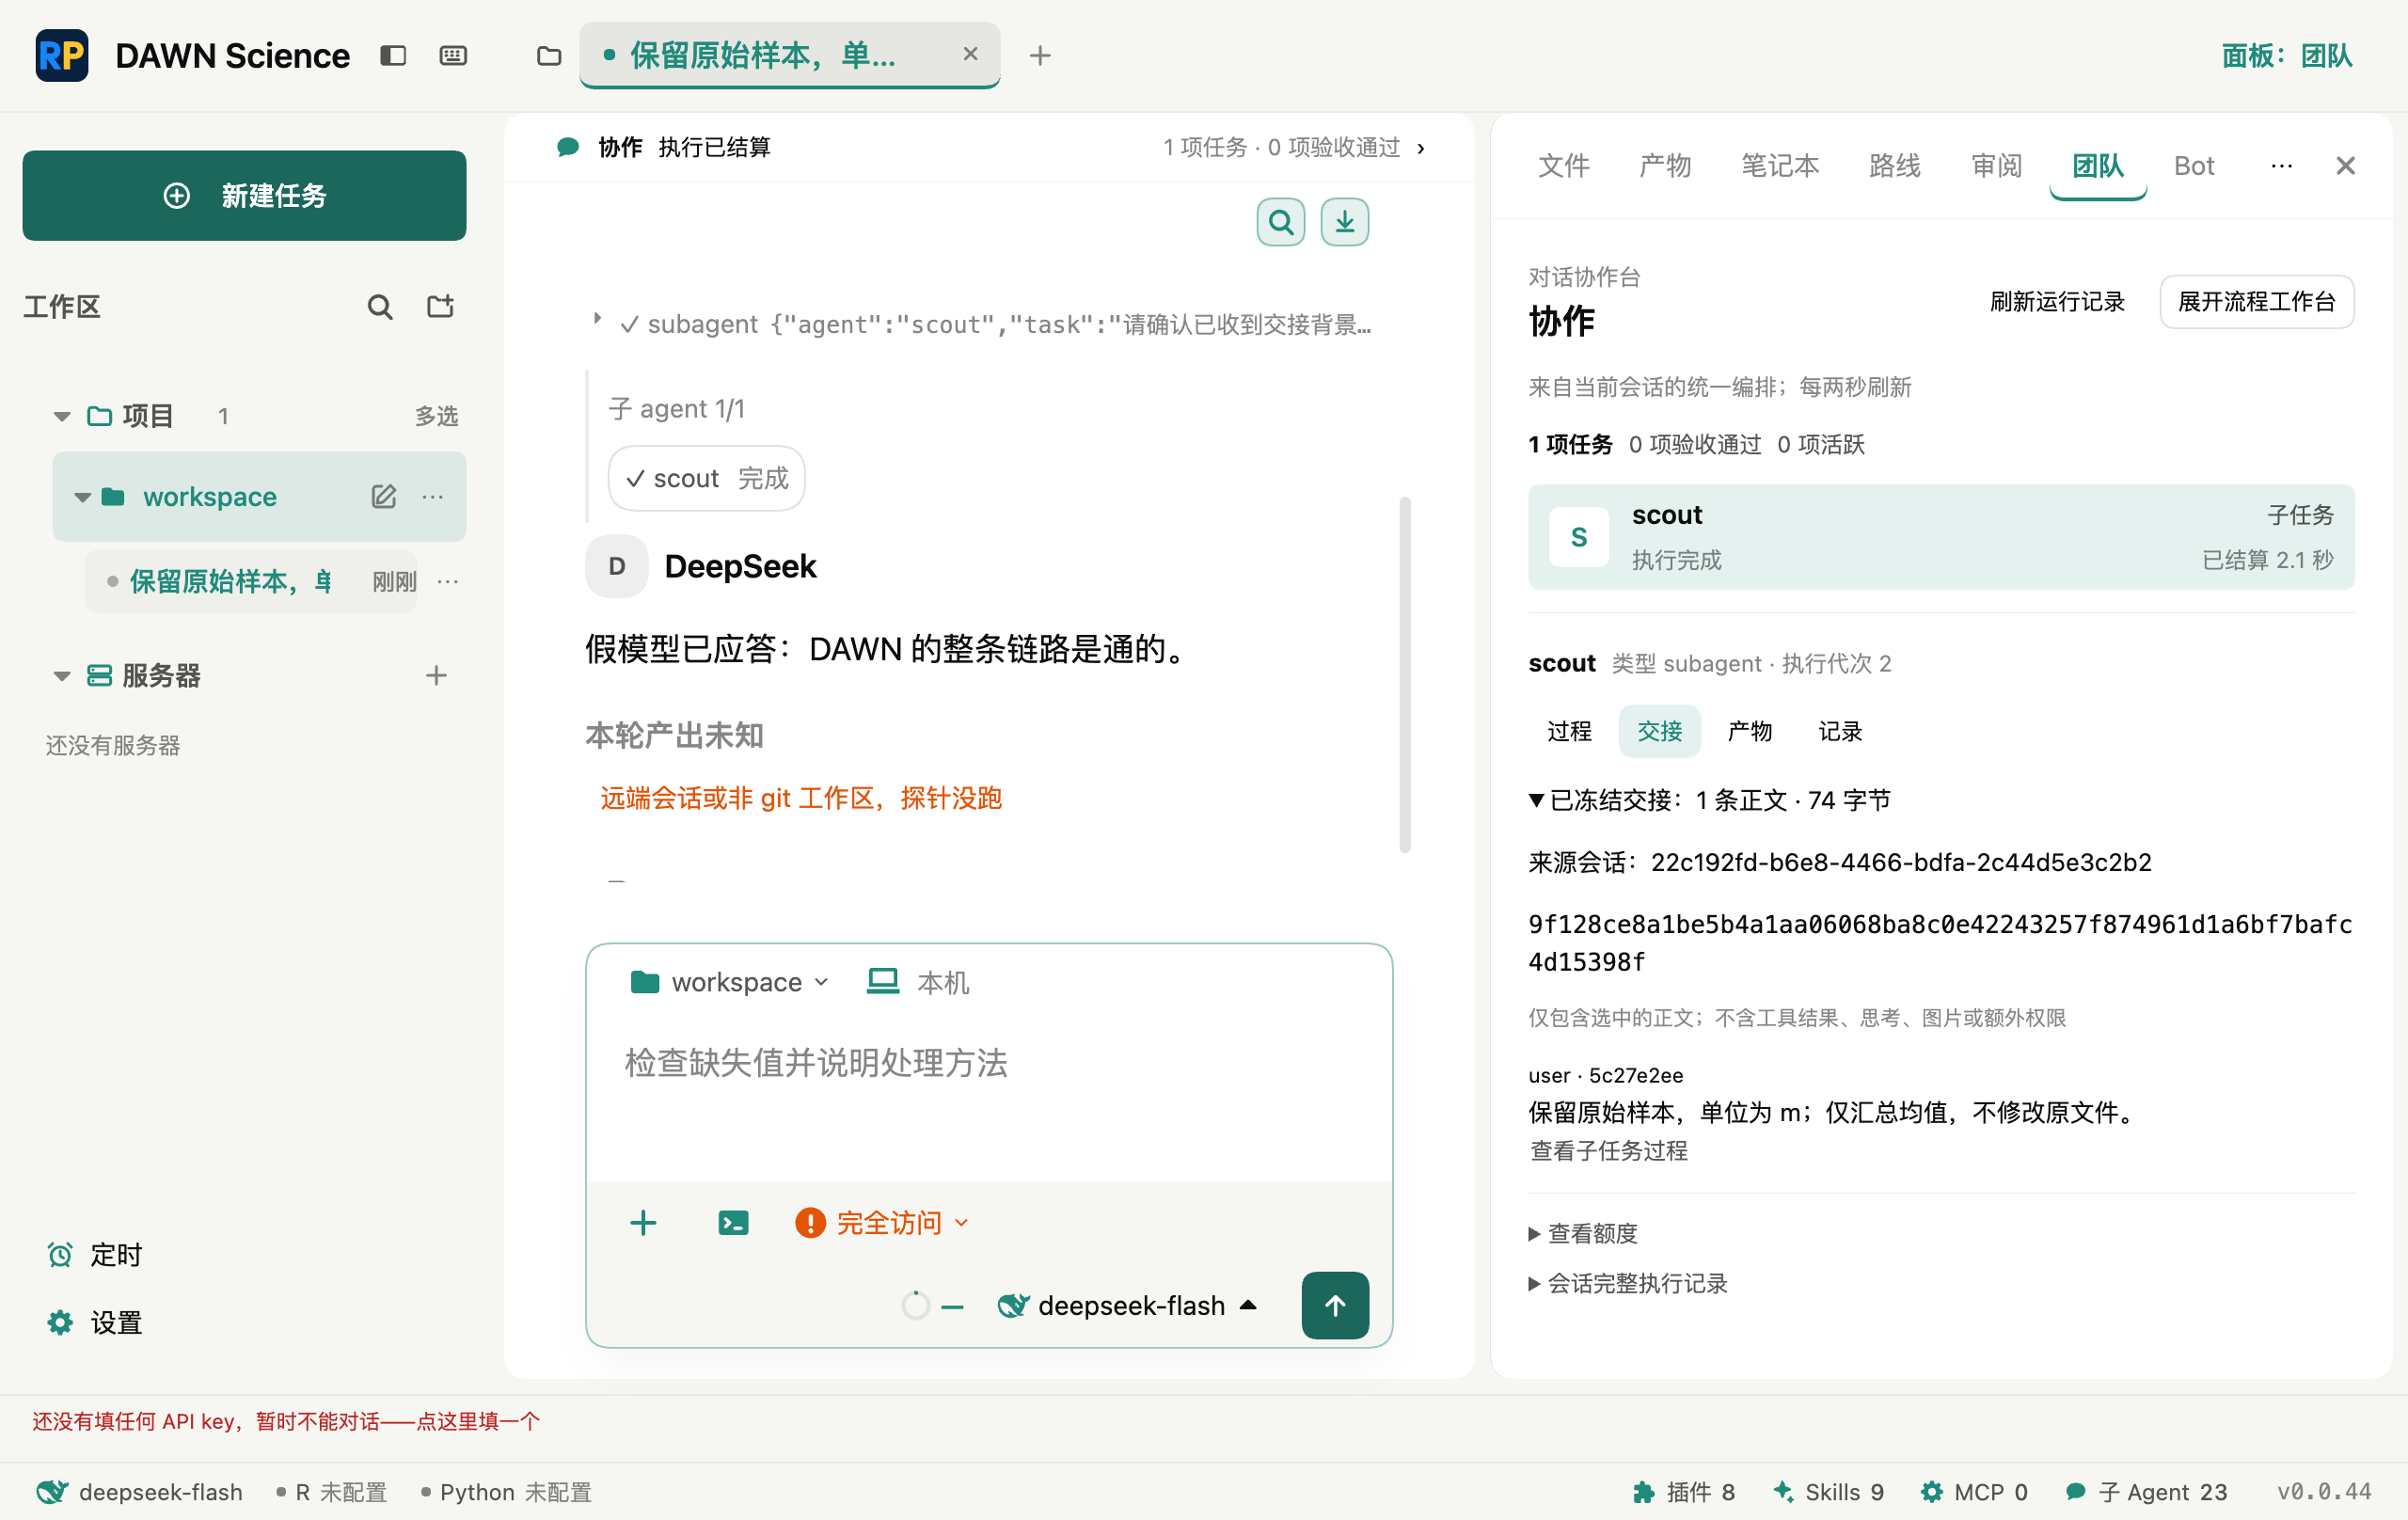 RP DAWN Science
保留原始样本，单...
面板：团队
新建任务
工作区
项目 1 多选
workspace
保留原始样本， 刚刚
服务器
还没有服务器
定时
设置
协作 执行已结算
1 项任务 · 0 项验收通过
subagent {"agent":"scout","task":"请确认已收到交接背景…
子 agent 1/1
scout 完成
D DeepSeek
假模型已应答：DAWN 的整条链路是通的。
本轮产出未知
远端会话或非 git 工作区，探针没跑
workspace 本机
检查缺失值并说明处理方法
完全访问
deepseek-flash
文件 产物 笔记本 路线 审阅 团队 Bot
对话协作台
协作
刷新运行记录 展开流程工作台
来自当前会话的统一编排；每两秒刷新
1 项任务 0 项验收通过 0 项活跃
S scout 子任务
执行完成 已结算 2.1 秒
scout 类型 subagent · 执行代次 2
过程 交接 产物 记录
已冻结交接：1 条正文 · 74 字节
来源会话：22c192fd-b6e8-4466-bdfa-2c44d5e3c2b2
9f128ce8a1be5b4a1aa06068ba8c0e42243257f874961d1a6bf7bafc
4d15398f
仅包含选中的正文；不含工具结果、思考、图片或额外权限
user · 5c27e2ee
保留原始样本，单位为 m；仅汇总均值，不修改原文件。
查看子任务过程
查看额度
会话完整执行记录
还没有填任何 API key，暂时不能对话——点这里填一个
deepseek-flash R 未配置 Python 未配置
插件 8 Skills 9 MCP 0 子 Agent 23 v0.0.44